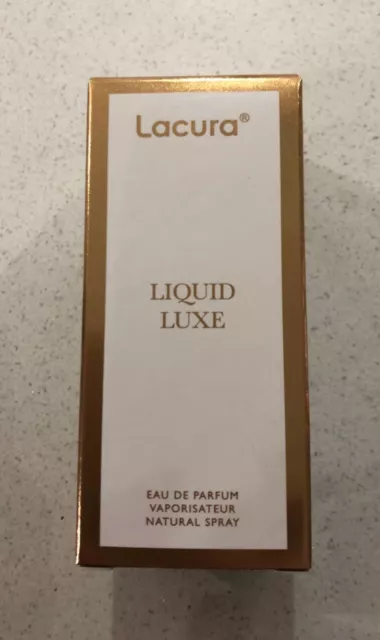 Lacura®
LIQUID
LUXE
EAU DE PARFUM
VAPORISATEUR
NATURAL SPRAY